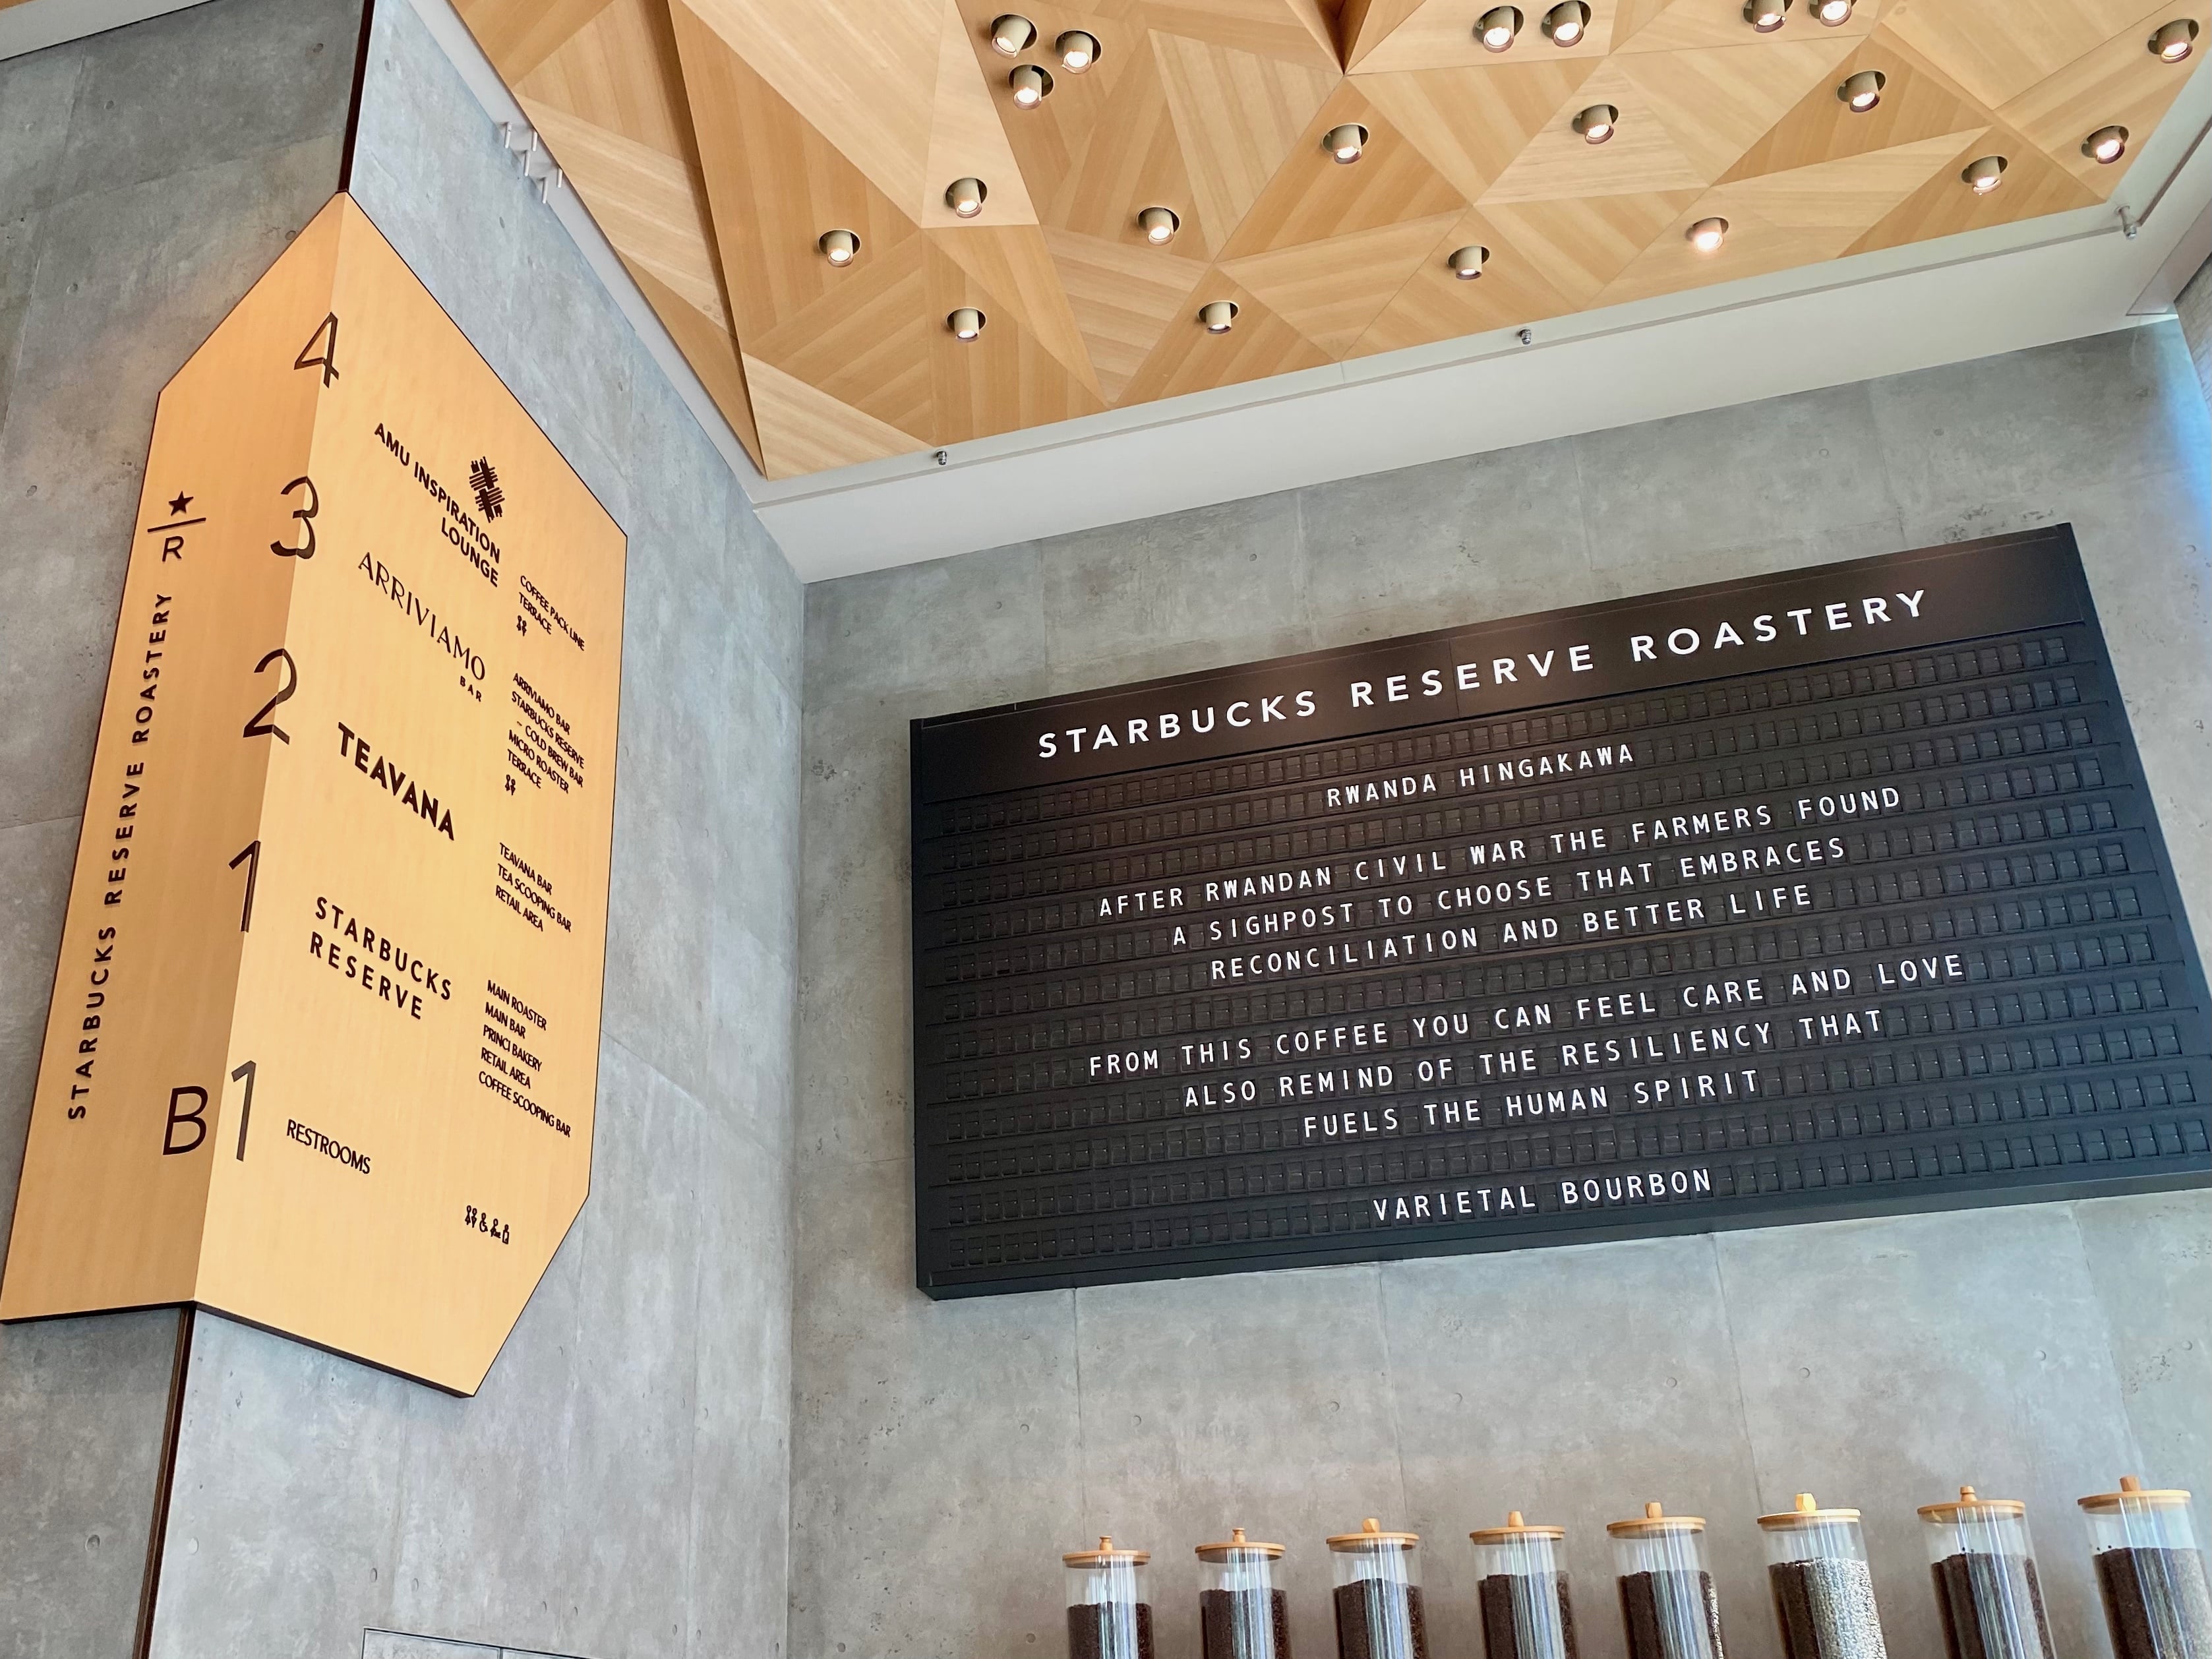 4
AMU INSPIRATION
LOUNGE
COFFEE PACK LINE
TERRACE
3
ARRIVIAMO
BAR
ARRIVIAMO BAR
STARBUCKS RESERVE
– COLD BREW BAR
MICRO ROASTER
TERRACE
2
TEAVANA
TEAVANA BAR
TEA SCOOPING BAR
RETAIL AREA
1
STARBUCKS
RESERVE
MAIN ROASTER
MAIN BAR
PRINCI BAKERY
RETAIL AREA
COFFEE SCOOPING BAR
B1
RESTROOMS
R
STARBUCKS RESERVE ROASTERY
STARBUCKS RESERVE ROASTERY
RWANDA HINGAKAWA
AFTER RWANDAN CIVIL WAR THE FARMERS FOUND
A SIGHPOST TO CHOOSE THAT EMBRACES
RECONCILIATION AND BETTER LIFE
FROM THIS COFFEE YOU CAN FEEL CARE AND LOVE
ALSO REMIND OF THE RESILIENCY THAT
FUELS THE HUMAN SPIRIT
VARIETAL BOURBON